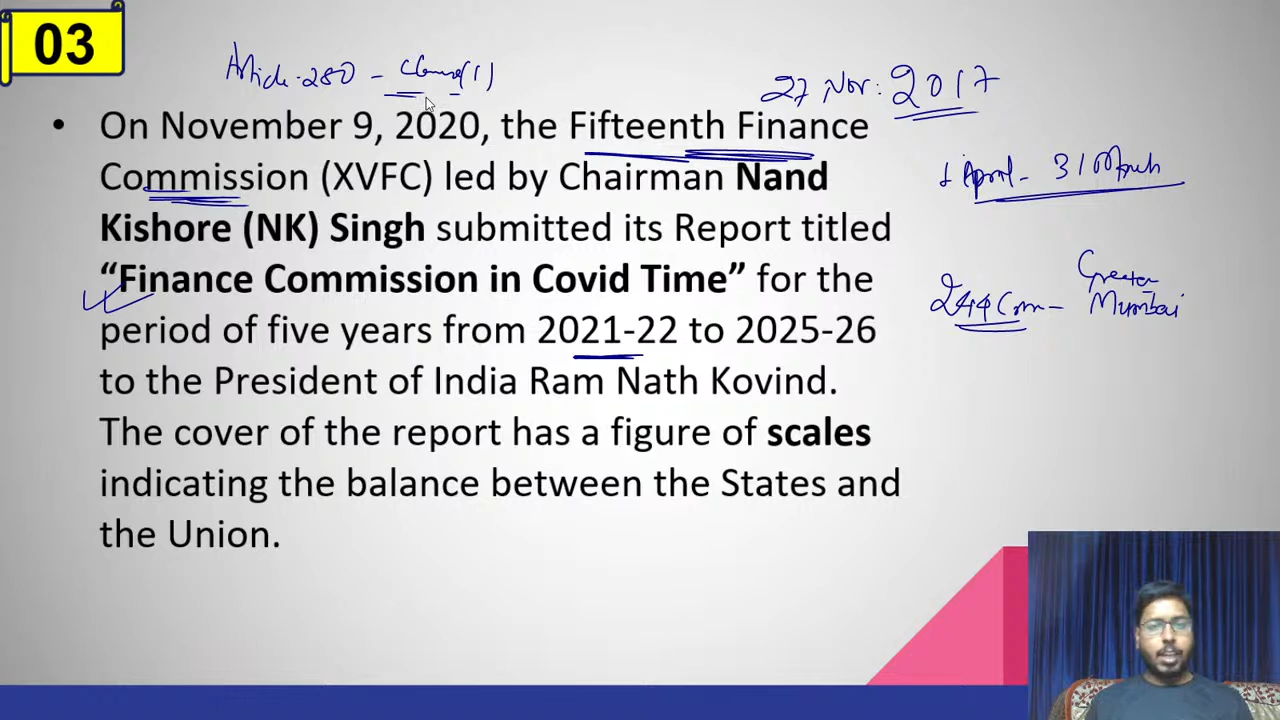 03
Article-280 - Clause(1)
27 Nov: 2017
• On November 9, 2020, the Fifteenth Finance
Commission (XVFC) led by Chairman Nand
Kishore (NK) Singh submitted its Report titled
“Finance Commission in Covid Time” for the
period of five years from 2021-22 to 2025-26
to the President of India Ram Nath Kovind.
The cover of the report has a figure of scales
indicating the balance between the States and
the Union.
1 April - 31 March
244 Corr - Greater
Mumbai